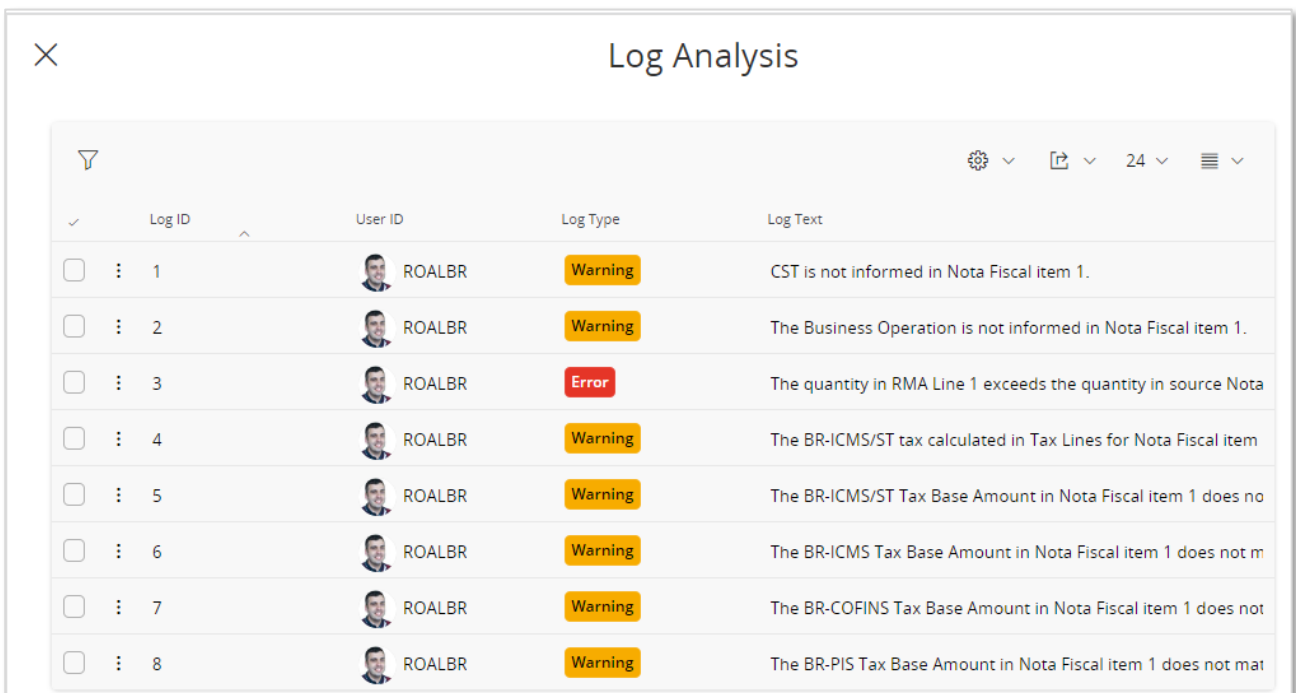 Log Analysis
24
Log ID User ID Log Type Log Text
1 ROALBR Warning CST is not informed in Nota Fiscal item 1.
2 ROALBR Warning The Business Operation is not informed in Nota Fiscal item 1.
3 ROALBR Error The quantity in RMA Line 1 exceeds the quantity in source Nota
4 ROALBR Warning The BR-ICMS/ST tax calculated in Tax Lines for Nota Fiscal item
5 ROALBR Warning The BR-ICMS/ST Tax Base Amount in Nota Fiscal item 1 does no
6 ROALBR Warning The BR-ICMS Tax Base Amount in Nota Fiscal item 1 does not m
7 ROALBR Warning The BR-COFINS Tax Base Amount in Nota Fiscal item 1 does not
8 ROALBR Warning The BR-PIS Tax Base Amount in Nota Fiscal item 1 does not mat